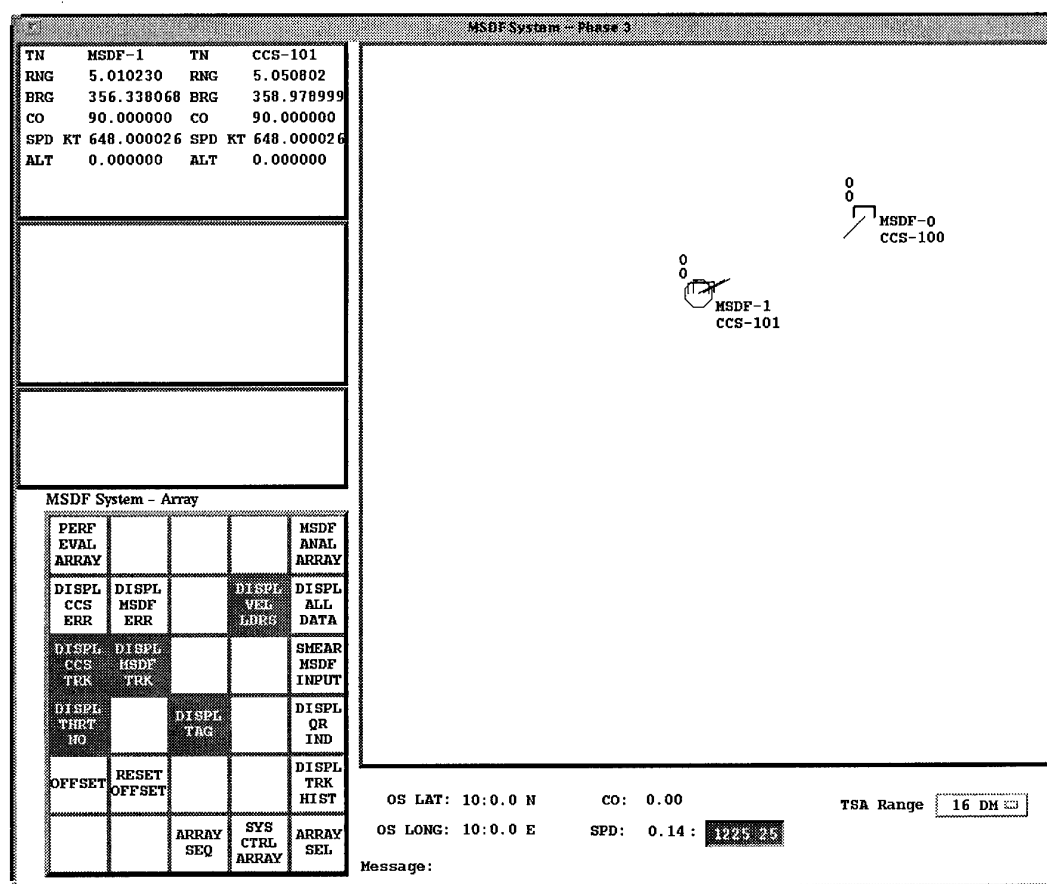 MSDF System - Phase 3
TN MSDF-1 TN CCS-101
RNG 5.010230 RNG 5.050802
BRG 356.338068 BRG 358.978999
CO 90.000000 CO 90.000000
SPD KT 648.000026 SPD KT 648.000026
ALT 0.000000 ALT 0.000000
0
0
MSDF-0
CCS-100
0
0
MSDF-1
CCS-101
MSDF System - Array
PERF EVAL ARRAY
MSDF ANAL ARRAY
DISPL CCS ERR
DISPL MSDF ERR
DISPL VEL LDRS
DISPL ALL DATA
DISPL CCS TRK
DISPL MSDF TRK
SMEAR MSDF INPUT
DISPL THRT NO
DISPL TAG
DISPL QR IND
OFFSET
RESET OFFSET
DISPL TRK HIST
ARRAY SEQ
SYS CTRL ARRAY
ARRAY SEL
OS LAT: 10:0.0 N CO: 0.00
TSA Range 16 DM
OS LONG: 10:0.0 E SPD: 0.14 : 1225 25
Message: